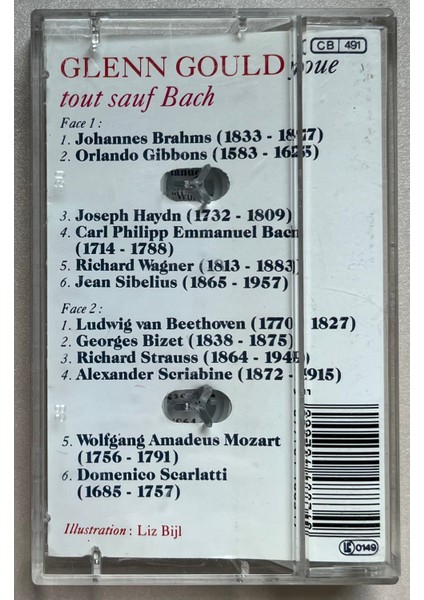 CB 491
GLENN GOULD joue
tout sauf Bach
Face 1 :
1. Johannes Brahms (1833 - 1897)
2. Orlando Gibbons (1583 - 1625)
3. Joseph Haydn (1732 - 1809)
4. Carl Philipp Emmanuel Bach
(1714 - 1788)
5. Richard Wagner (1813 - 1883)
6. Jean Sibelius (1865 - 1957)
Face 2 :
1. Ludwig van Beethoven (1770 - 1827)
2. Georges Bizet (1838 - 1875)
3. Richard Strauss (1864 - 1949)
4. Alexander Scriabine (1872 - 1915)
5. Wolfgang Amadeus Mozart
(1756 - 1791)
6. Domenico Scarlatti
(1685 - 1757)
Illustration : Liz Bijl
LC 0149